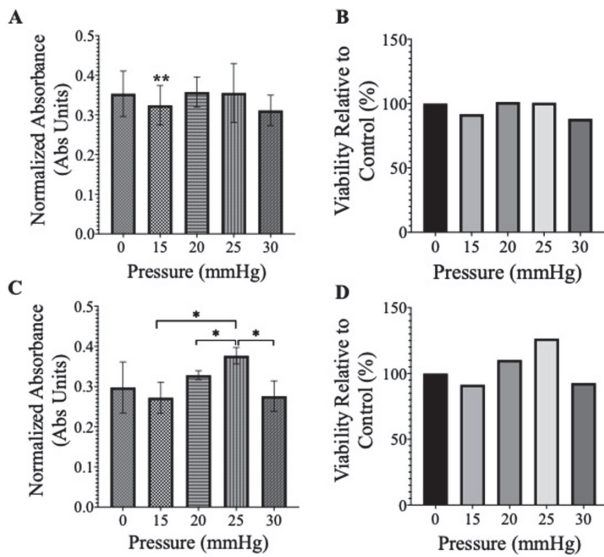 A
Normalized Absorbance
(Abs Units)
0.5
0.4
0.3
0.2
0.1
0.0
**
0 15 20 25 30
Pressure (mmHg)
B
Viability Relative to
Control (%)
150
100
50
0 15 20 25 30
Pressure (mmHg)
C
Normalized Absorbance
(Abs Units)
0.5
0.4
0.3
0.1
0.1
0.0
*
* *
0 15 20 25 30
Pressure (mmHg)
D
Viability Relative to
Control (%)
150
100
50
0
0 15 20 25 30
Pressure (mmHg)